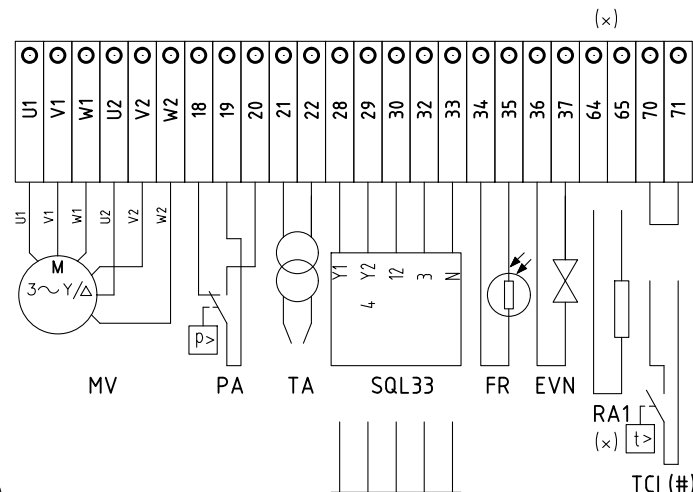 (x)
U1 V1 W1 U2 V2 W2 18 19 20 21 22 28 29 30 32 33 34 35 36 37 64 65 70 71
U1 V1 W1 U2 V2 W2
M
3~ Y/△
p>
Y1 Y2 12 3 N
4
MV PA TA SQL33 FR EVN
RA1
(x)
t>
TCI (#)